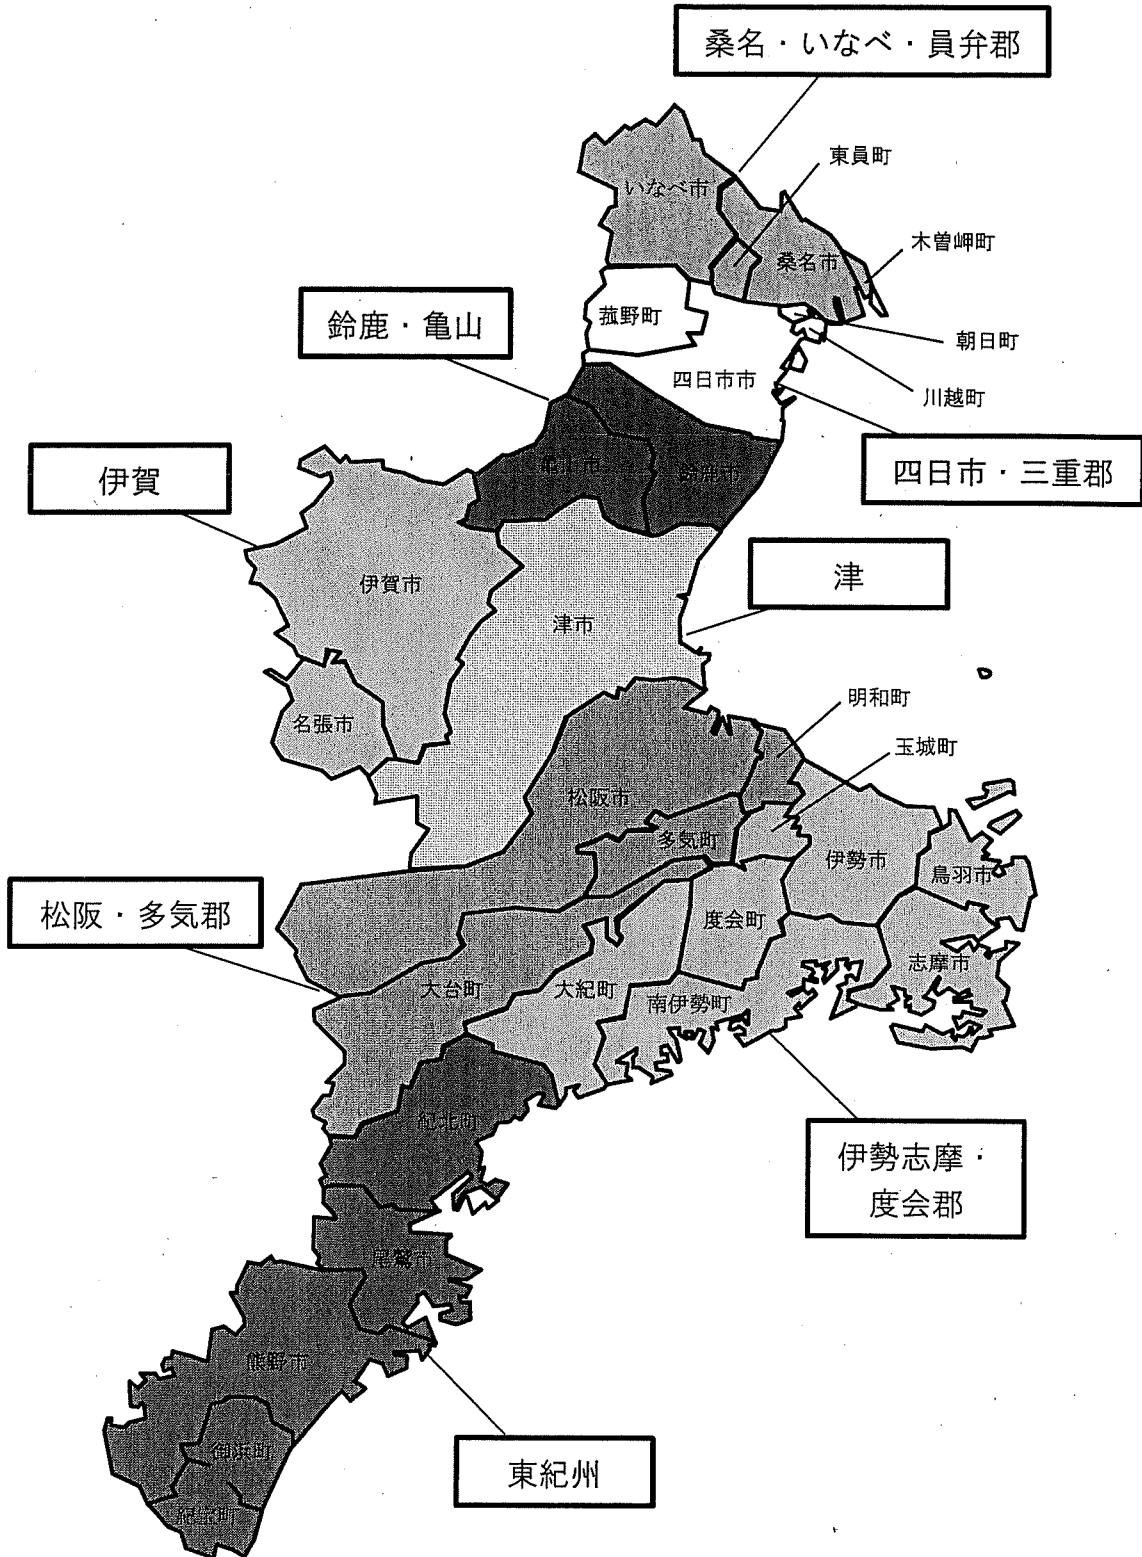 桑名・いなべ・員弁郡
東員町
いなべ市
木曽岬町
桑名市
鈴鹿・亀山
菰野町
朝日町
四日市市
川越町
伊賀
亀山市
鈴鹿市
四日市・三重郡
津
伊賀市
津市
明和町
名張市
玉城町
松阪市
多気町
伊勢市
鳥羽市
松阪・多気郡
度会町
志摩市
大台町
大紀町
南伊勢町
紀北町
伊勢志摩・
度会郡
尾鷲市
熊野市
御浜町
東紀州
紀宝町